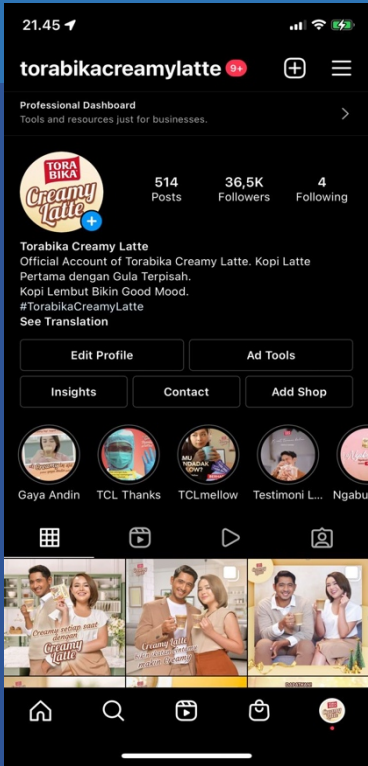 21.45
torabikacreamylatte 9+
Professional Dashboard
Tools and resources just for businesses.
TORA
BIKA
Creamy
Latte
514
Posts
36,5K
Followers
4
Following
Torabika Creamy Latte
Official Account of Torabika Creamy Latte. Kopi Latte
Pertama dengan Gula Terpisah.
Kopi Lembut Bikin Good Mood.
#TorabikaCreamyLatte
See Translation
Edit Profile
Ad Tools
Insights
Contact
Add Shop
Gaya Andin
TCL Thanks
TCLmellow
Testimoni L...
Ngabu
Creamy setiap saat
dengan
Creamy
Latte
Creamy Latte